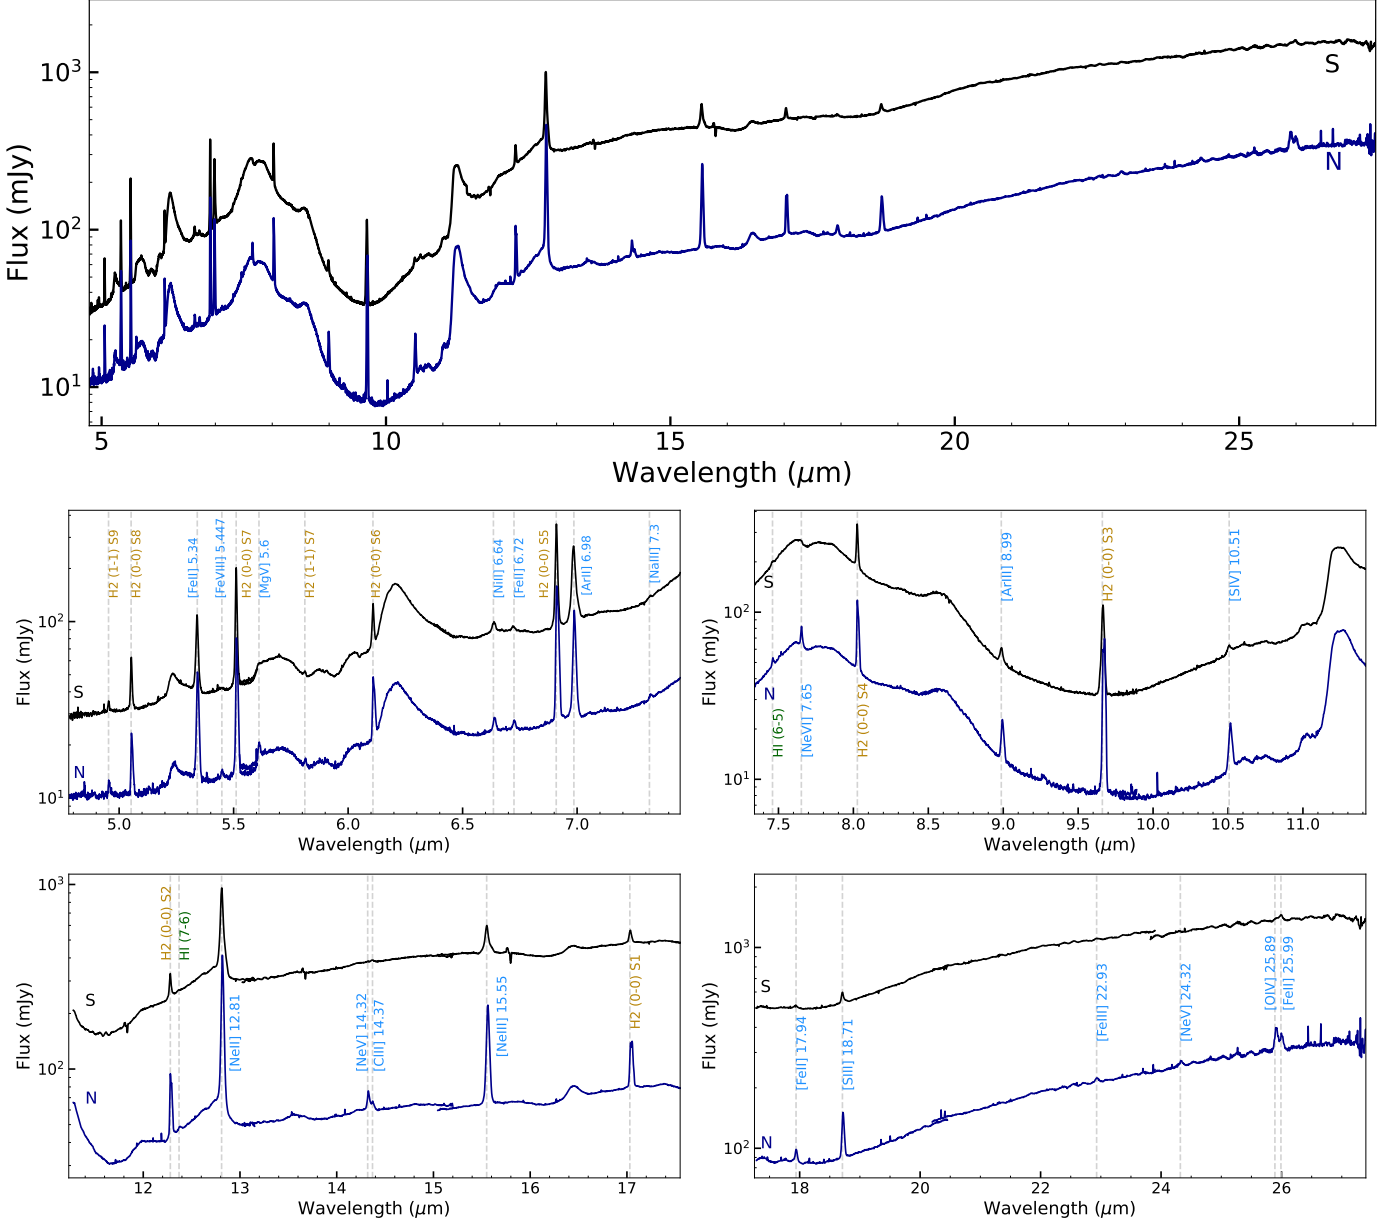 Flux (mJy)
10³
10²
10¹
S
N
5 10 15 20 25
Wavelength (μm)
H2 (1-1) S9
H2 (0-0) S8
[FeII] 5.34
[FeVIII] 5.447
H2 (0-0) S7
[MgV] 5.6
H2 (1-1) S7
H2 (0-0) S6
[NiII] 6.64
[FeII] 6.72
H2 (0-0) S5
[ArII] 6.98
[NaIII] 7.3
Flux (mJy)
10²
10¹
S
N
5.0 5.5 6.0 6.5 7.0
Wavelength (μm)
HI (6-5)
[NeVI] 7.65
H2 (0-0) S4
[ArIII] 8.99
H2 (0-0) S3
[SIV] 10.51
Flux (mJy)
10²
10¹
S
N
7.5 8.0 8.5 9.0 9.5 10.0 10.5 11.0
Wavelength (μm)
H2 (0-0) S2
HI (7-6)
[NeII] 12.81
[NeV] 14.32
[ClII] 14.37
[NeIII] 15.55
H2 (0-0) S1
Flux (mJy)
10³
10²
S
N
12 13 14 15 16 17
Wavelength (μm)
[FeII] 17.94
[SIII] 18.71
[FeIII] 22.93
[NeV] 24.32
[OIV] 25.89
[FeII] 25.99
Flux (mJy)
10³
10²
S
N
18 20 22 24 26
Wavelength (μm)